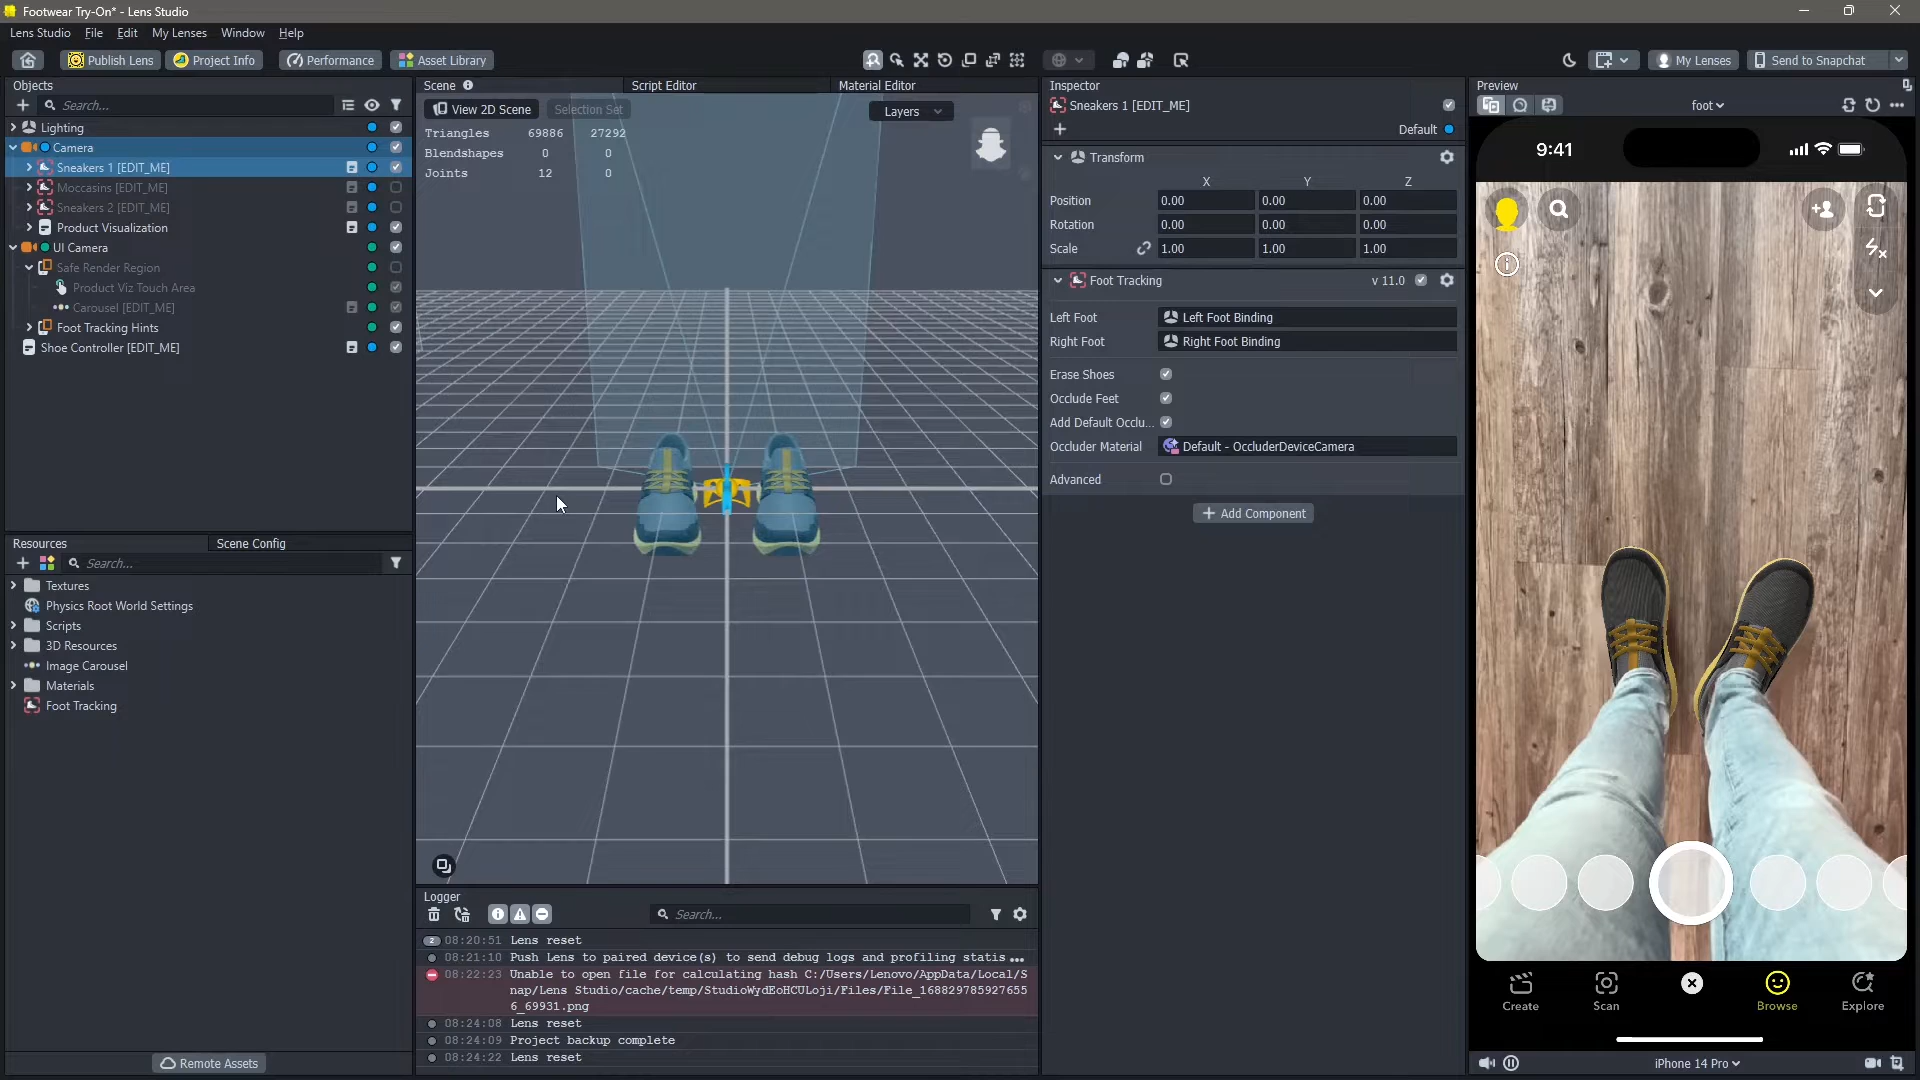 Footwear Try-On* - Lens Studio
Lens Studio File Edit My Lenses Window Help
Publish Lens Project Info Performance Asset Library My Lenses Send to Snapchat
Objects
Search...
Lighting
Camera
Sneakers 1 [EDIT_ME]
Moccasins [EDIT_ME]
Sneakers 2 [EDIT_ME]
Product Visualization
UI Camera
Safe Render Region
Product Viz Touch Area
Carousel [EDIT_ME]
Foot Tracking Hints
Shoe Controller [EDIT_ME]
Resources Scene Config
Search...
Textures
Physics Root World Settings
Scripts
3D Resources
Image Carousel
Materials
Foot Tracking
Remote Assets
Scene Script Editor Material Editor
View 2D Scene Selection Set Layers
Triangles 69886 27292
Blendshapes 0 0
Joints 12 0
Logger
Search...
2 08:20:51 Lens reset
08:21:10 Push Lens to paired device(s) to send debug logs and profiling statis...
08:22:23 Unable to open file for calculating hash C:/Users/Lenovo/AppData/Local/S
nap/Lens Studio/cache/temp/StudioWydEoHCULoji/Files/File_168829785927655
6_69931.png
08:24:08 Lens reset
08:24:09 Project backup complete
08:24:22 Lens reset
Inspector
Sneakers 1 [EDIT_ME]
Default
Transform
X Y Z
Position 0.00 0.00 0.00
Rotation 0.00 0.00 0.00
Scale 1.00 1.00 1.00
Foot Tracking v 11.0
Left Foot Left Foot Binding
Right Foot Right Foot Binding
Erase Shoes
Occlude Feet
Add Default Occlu...
Occluder Material Default - OccluderDeviceCamera
Advanced
+ Add Component
Preview
foot
9:41
Create Scan Browse Explore
iPhone 14 Pro